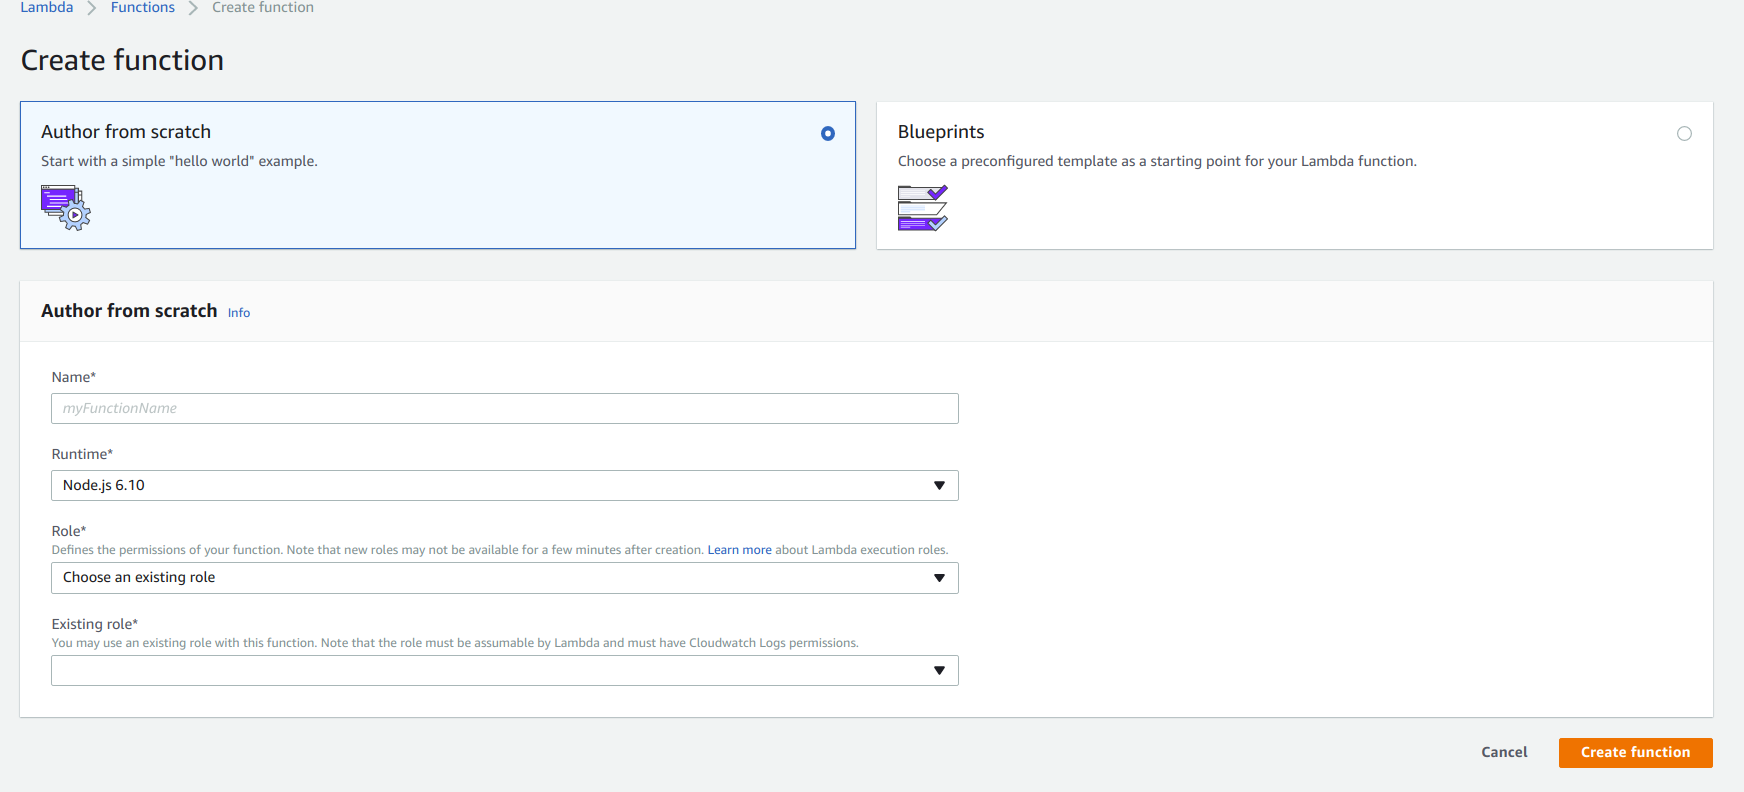 Lambda > Functions > Create function
Create function
Author from scratch
Start with a simple "hello world" example.
Blueprints
Choose a preconfigured template as a starting point for your Lambda function.
Author from scratch Info
Name*
myFunctionName
Runtime*
Node.js 6.10
Role*
Defines the permissions of your function. Note that new roles may not be available for a few minutes after creation. Learn more about Lambda execution roles.
Choose an existing role
Existing role*
You may use an existing role with this function. Note that the role must be assumable by Lambda and must have Cloudwatch Logs permissions.
Cancel
Create function